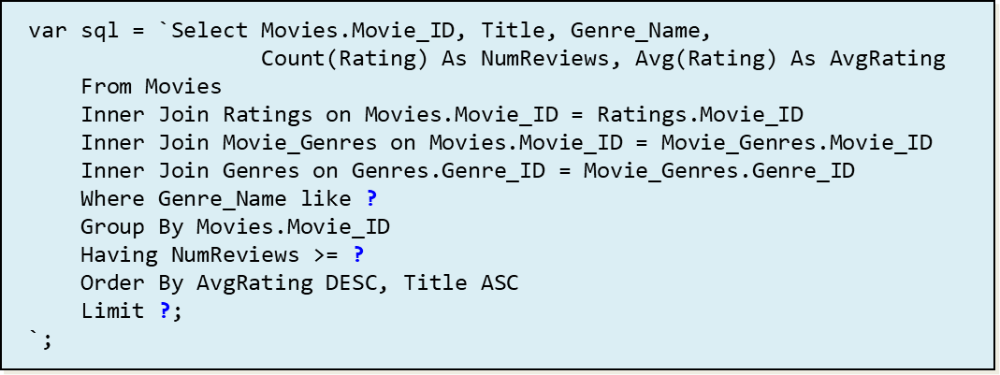 var sql = `Select Movies.Movie_ID, Title, Genre_Name,
Count(Rating) As NumReviews, Avg(Rating) As AvgRating
From Movies
Inner Join Ratings on Movies.Movie_ID = Ratings.Movie_ID
Inner Join Movie_Genres on Movies.Movie_ID = Movie_Genres.Movie_ID
Inner Join Genres on Genres.Genre_ID = Movie_Genres.Genre_ID
Where Genre_Name like ?
Group By Movies.Movie_ID
Having NumReviews >= ?
Order By AvgRating DESC, Title ASC
Limit ?;
`;